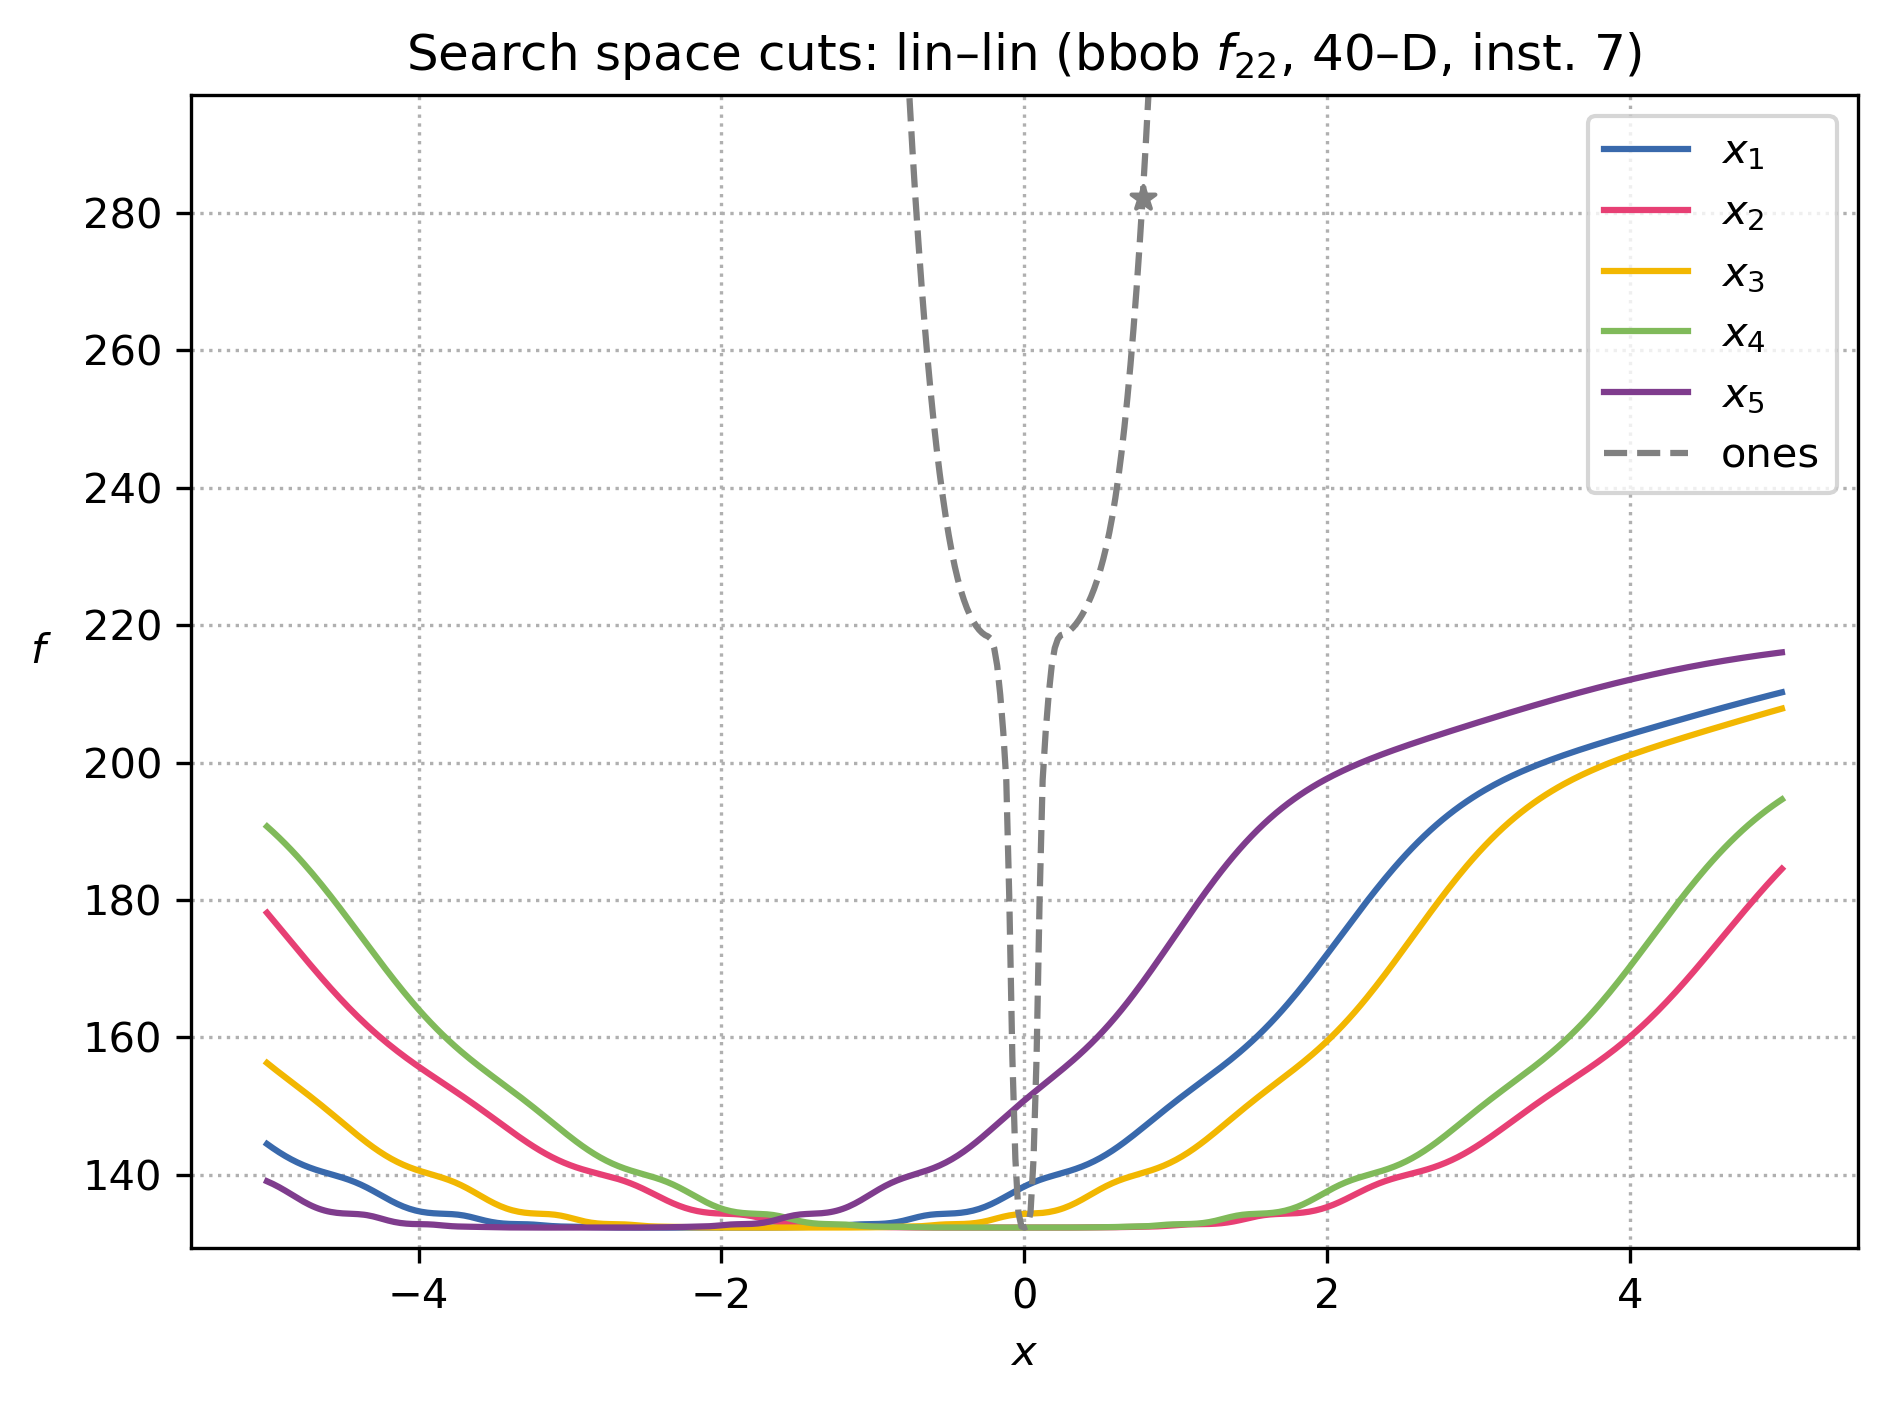 Search space cuts: lin–lin (bbob f₂₂, 40–D, inst. 7)
x₁
x₂
x₃
x₄
x₅
ones
280
260
240
220
200
180
160
140
f
−4
−2
0
2
4
x